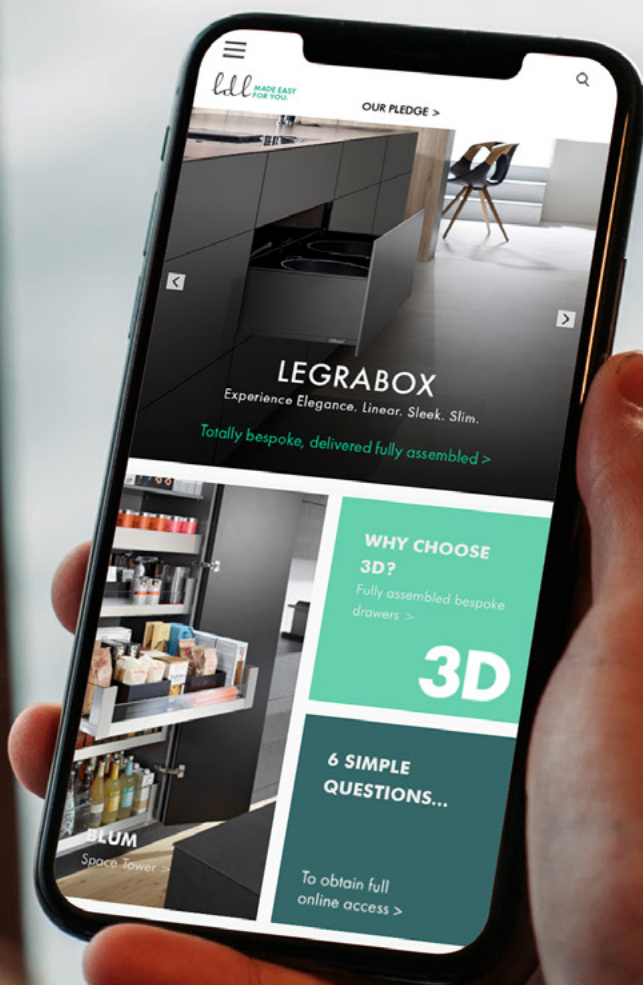 MADE EASY
FOR YOU.
OUR PLEDGE >
LEGRABOX
Experience Elegance. Linear. Sleek. Slim.
Totally bespoke, delivered fully assembled >
WHY CHOOSE
3D?
Fully assembled bespoke
drawers >
3D
BLUM
Space Tower >
6 SIMPLE
QUESTIONS...
To obtain full
online access >